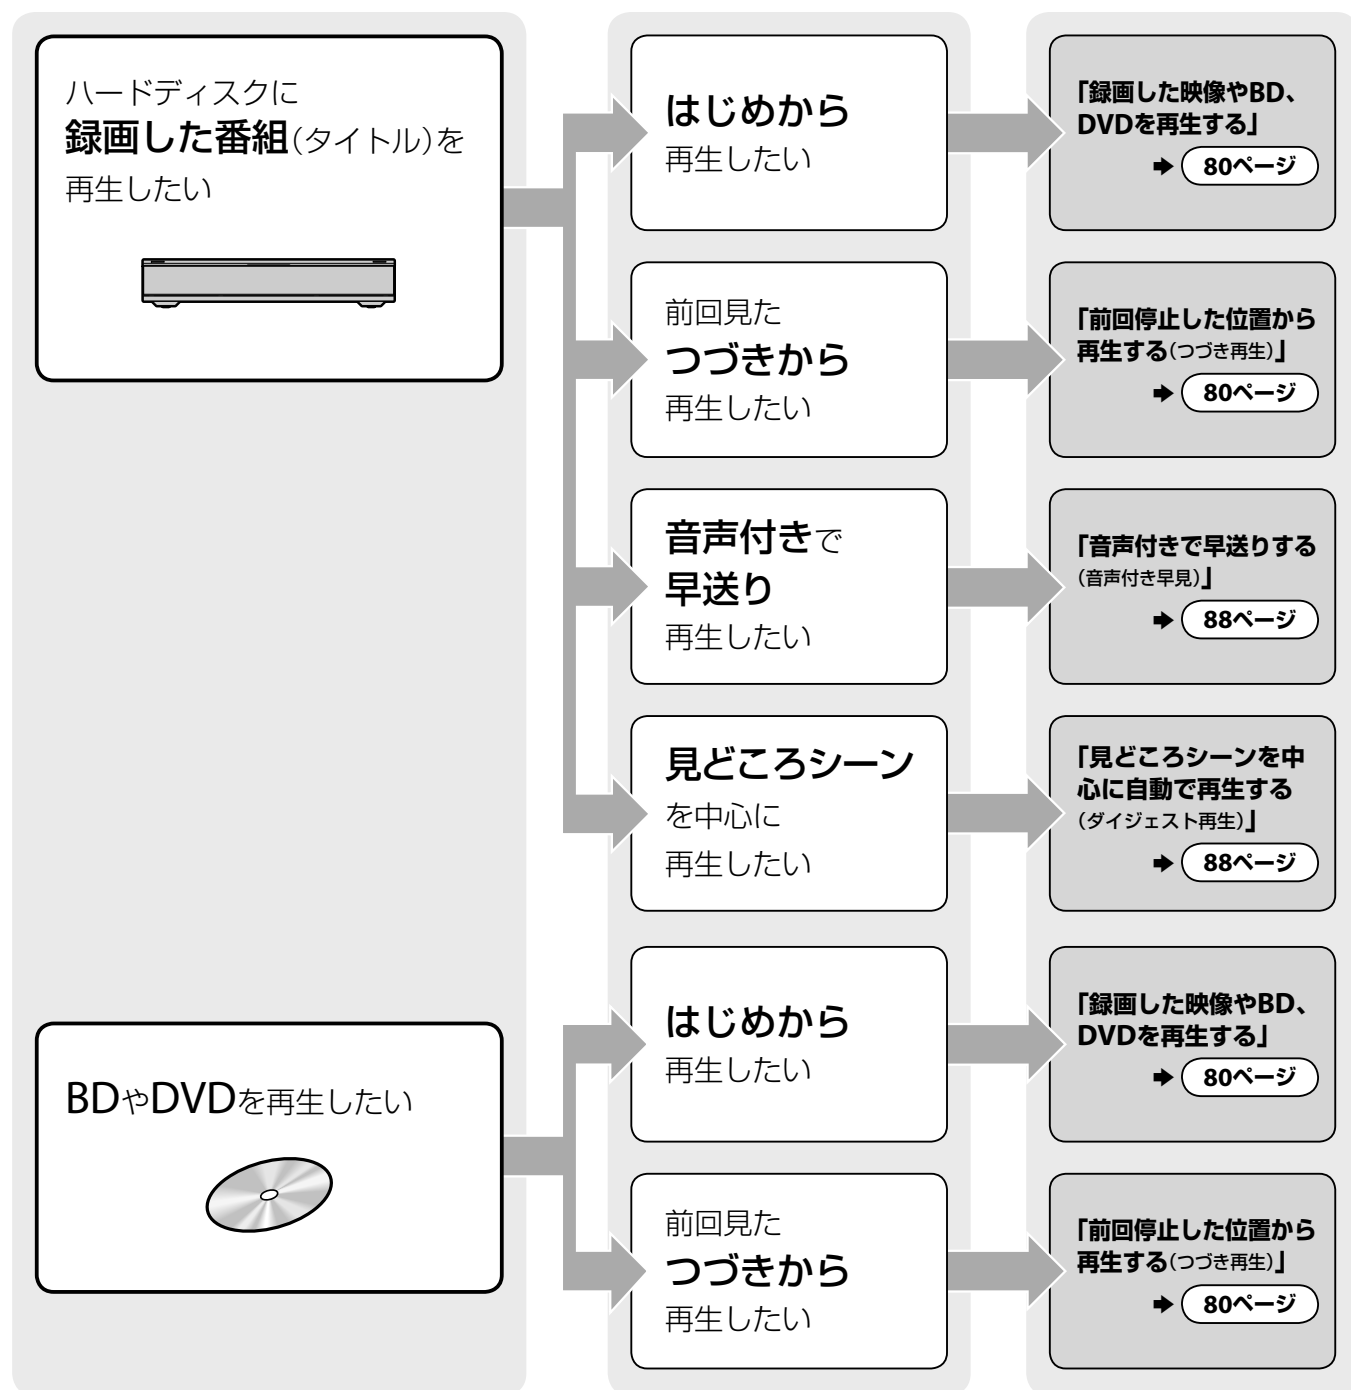 ハードディスクに
録画した番組(タイトル)を
再生したい
はじめから
再生したい
「録画した映像やBD、
DVDを再生する」
➡ 80ページ
前回見た
つづきから
再生したい
「前回停止した位置から
再生する(つづき再生)」
➡ 80ページ
音声付きで
早送り
再生したい
「音声付きで早送りする
(音声付き早見)」
➡ 88ページ
見どころシーン
を中心に
再生したい
「見どころシーンを中
心に自動で再生する
(ダイジェスト再生)」
➡ 88ページ
BDやDVDを再生したい
はじめから
再生したい
「録画した映像やBD、
DVDを再生する」
➡ 80ページ
前回見た
つづきから
再生したい
「前回停止した位置から
再生する(つづき再生)」
➡ 80ページ